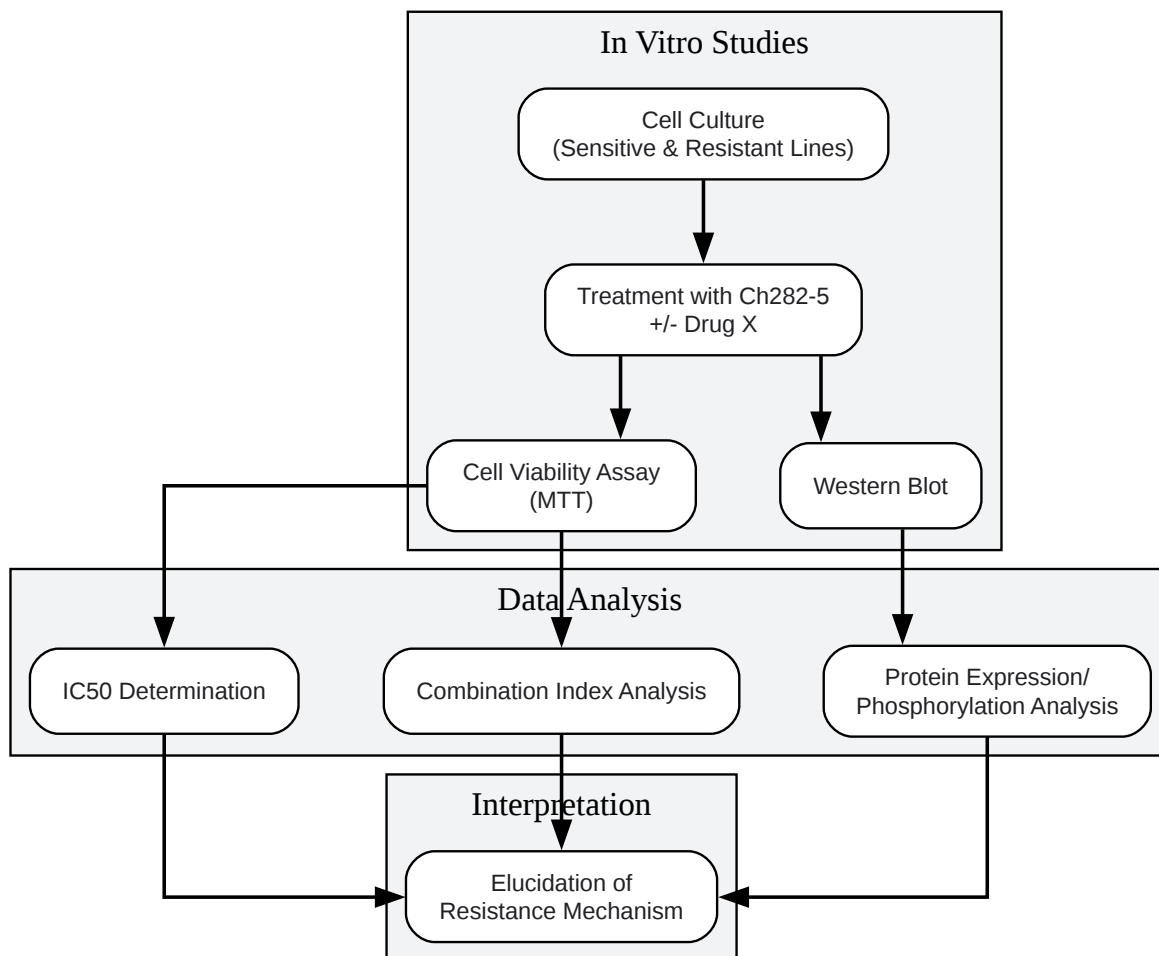 In Vitro Studies
Cell Culture
(Sensitive & Resistant Lines)
Treatment with Ch282-5
+/- Drug X
Cell Viability Assay
(MTT)
Western Blot
Data Analysis
IC50 Determination
Combination Index Analysis
Protein Expression/
Phosphorylation Analysis
Interpretation
Elucidation of
Resistance Mechanism